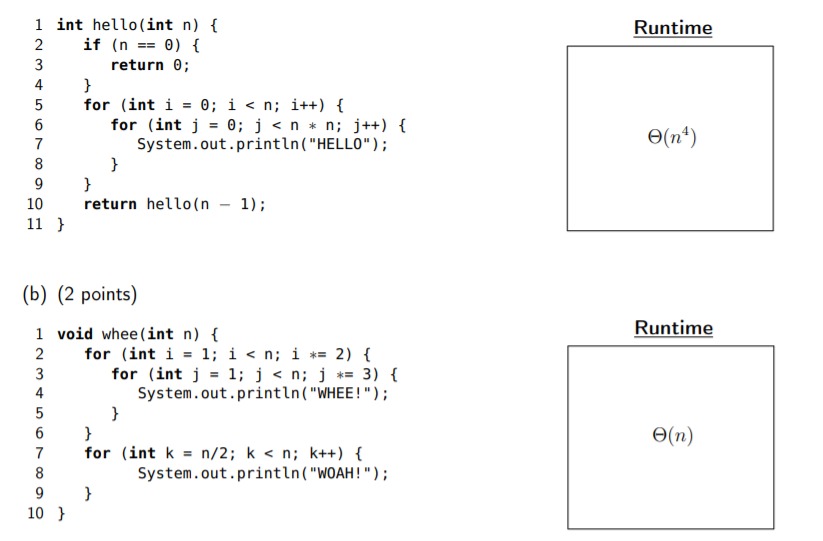 1 int hello(int n) {
2 if (n == 0) {
3 return 0;
4 }
5 for (int i = 0; i < n; i++) {
6 for (int j = 0; j < n * n; j++) {
7 System.out.println("HELLO");
8 }
9 }
10 return hello(n − 1);
11 }
Runtime
Θ(n⁴)
(b) (2 points)
1 void whee(int n) {
2 for (int i = 1; i < n; i *= 2) {
3 for (int j = 1; j < n; j *= 3) {
4 System.out.println("WHEE!");
5 }
6 }
7 for (int k = n/2; k < n; k++) {
8 System.out.println("WOAH!");
9 }
10 }
Runtime
Θ(n)